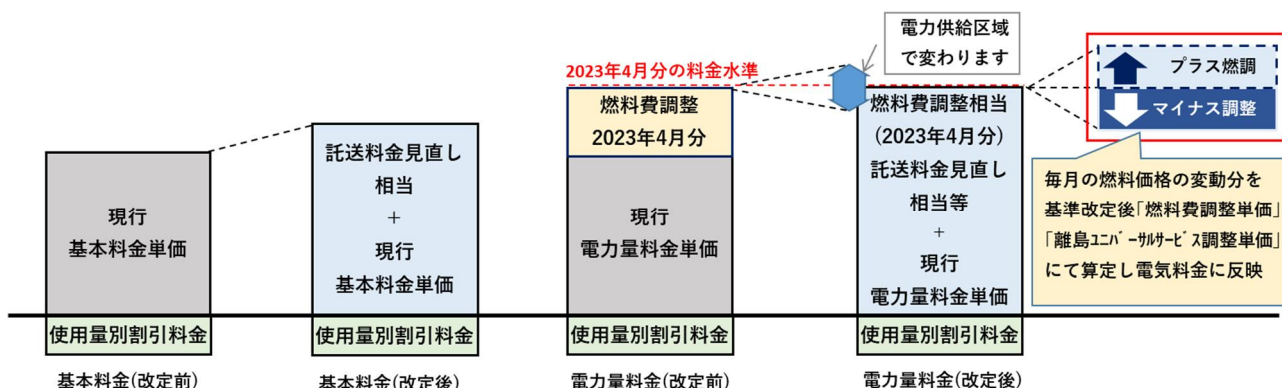 電力供給区域
で変わります
2023年4月分の料金水準
プラス燃調
マイナス調整
現行
基本料金単価
託送料金見直し
相当
+
現行
基本料金単価
燃料費調整
2023年4月分
現行
電力量料金単価
燃料費調整相当
(2023年4月分)
託送料金見直し
相当等
+
現行
電力量料金単価
毎月の燃料価格の変動分を
基準改定後「燃料費調整単価」
「離島ﾕﾆﾊﾞｰｻﾙｻｰﾋﾞｽ調整単価」
にて算定し電気料金に反映
使用量別割引料金
使用量別割引料金
使用量別割引料金
使用量別割引料金
基本料金(改定前)
基本料金(改定後)
電力量料金(改定前)
電力量料金(改定後)